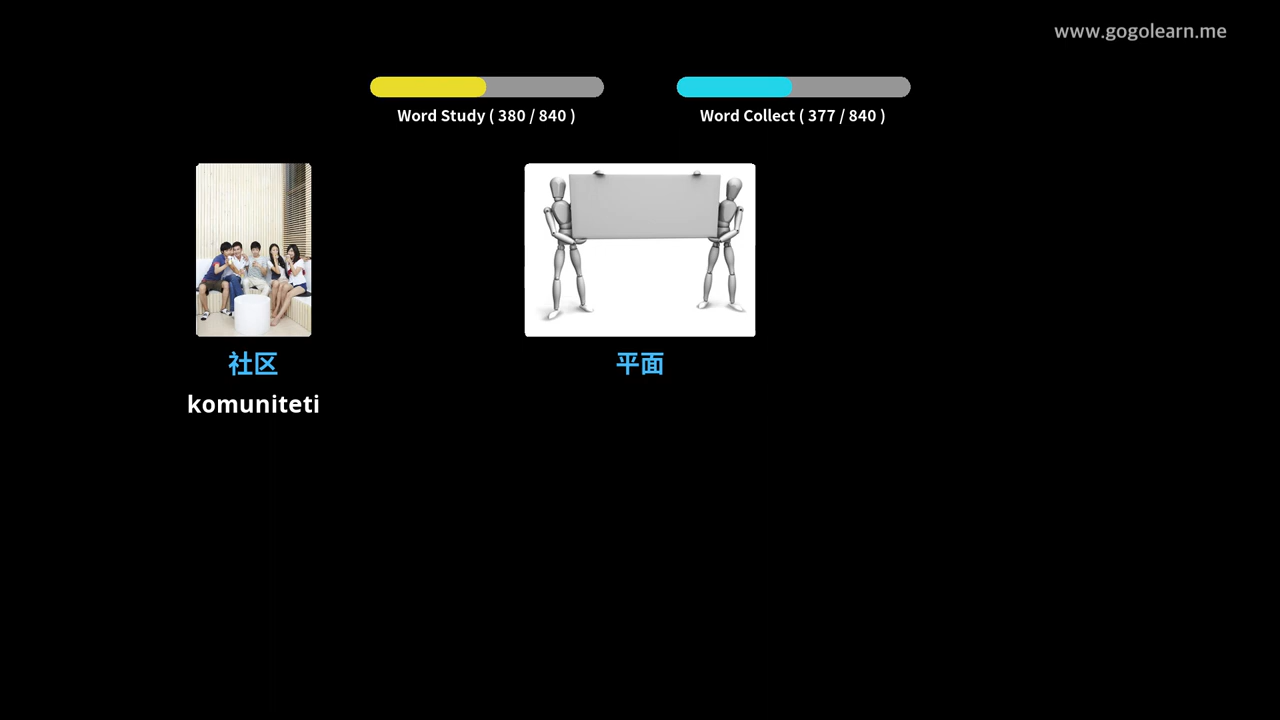 www.gogolearn.me
Word Study ( 380 / 840 )
Word Collect ( 377 / 840 )
社区
komuniteti
平面